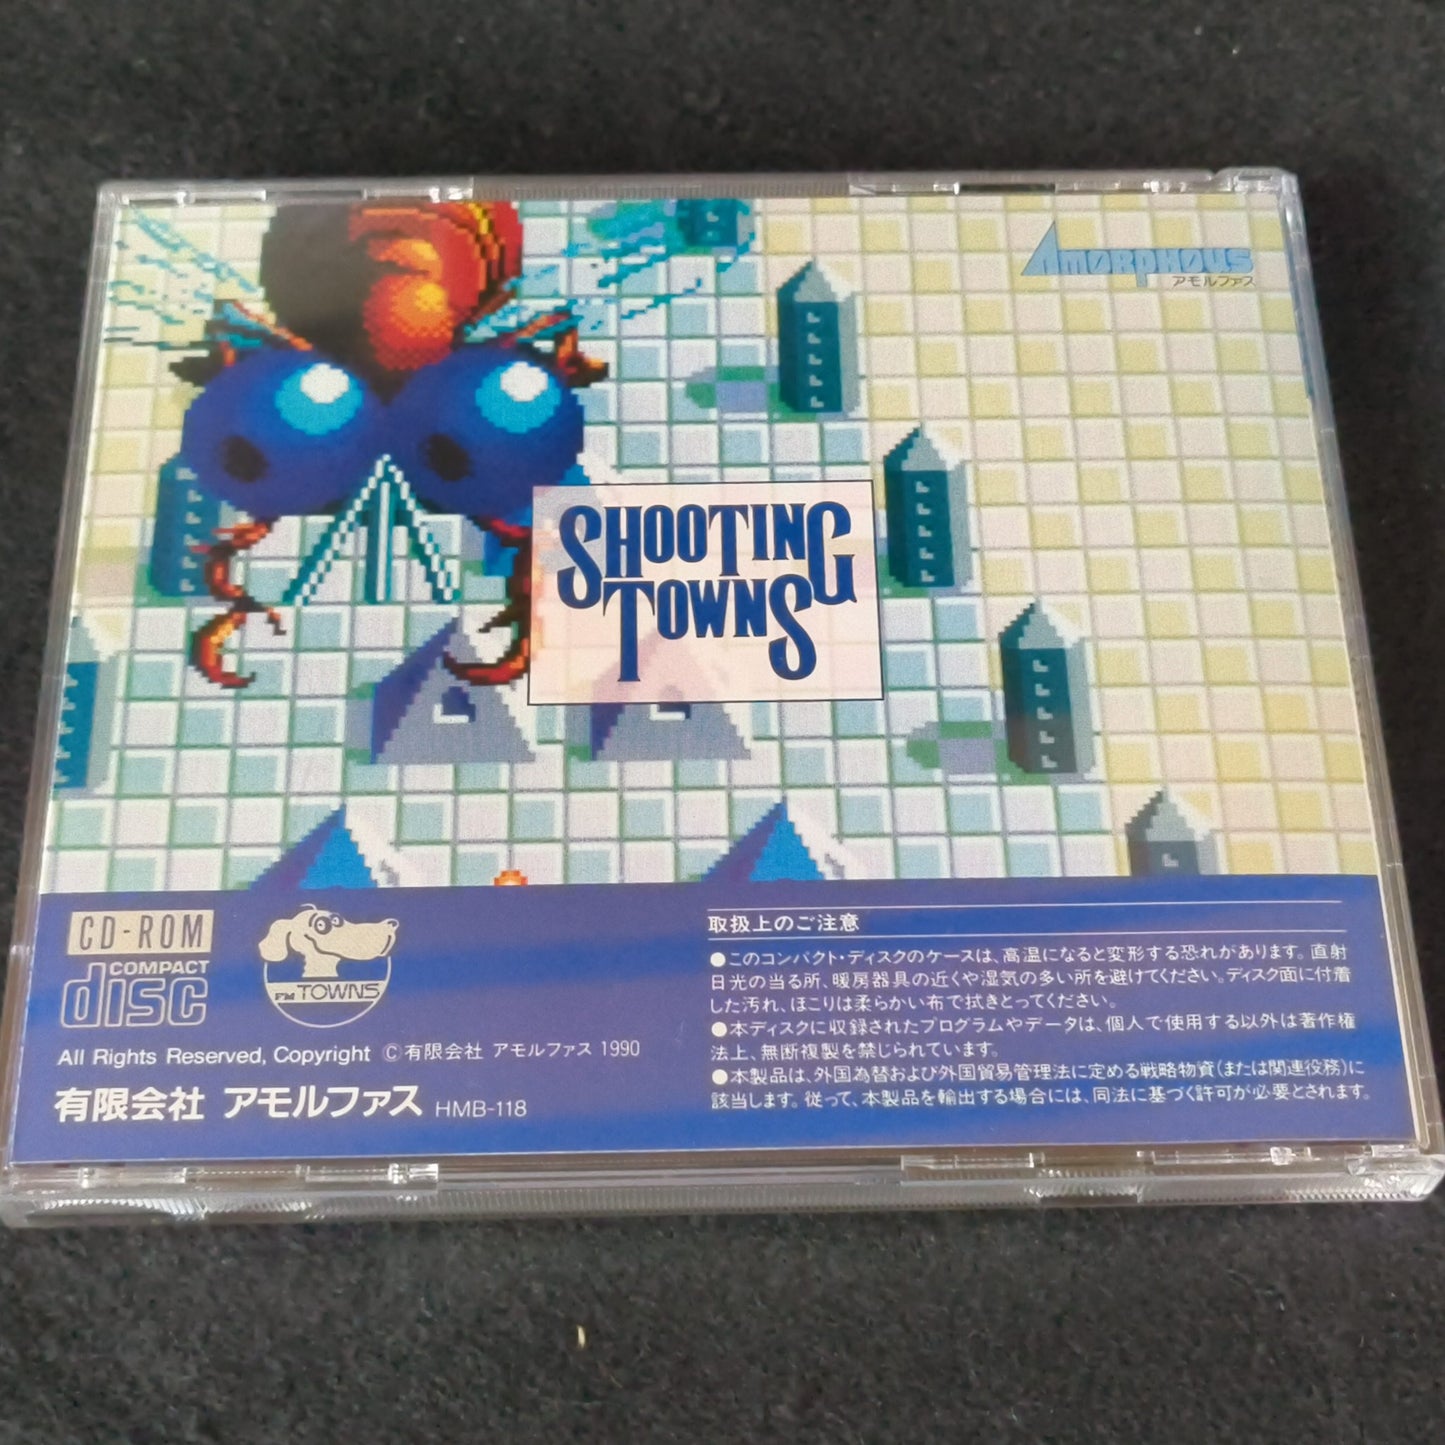 AMORPHOUS
アモルファス
SHOOTING
TOWNS
CD-ROM
COMPACT
disc
FM TOWNS
All Rights Reserved, Copyright ©有限会社 アモルファス 1990
有限会社 アモルファス HMB-118
取扱上のご注意
●このコンパクト・ディスクのケースは、高温になると変形する恐れがあります。直射
日光の当る所、暖房器具の近くや湿気の多い所を避けてください。ディスク面に付着
した汚れ、ほこりは柔らかい布で拭きとってください。
●本ディスクに収録されたプログラムやデータは、個人で使用する以外は著作権
法上、無断複製を禁じられています。
●本製品は、外国為替および外国貿易管理法に定める戦略物資(または関連役務)に
該当します。従って、本製品を輸出する場合には、同法に基づく許可が必要とされます。